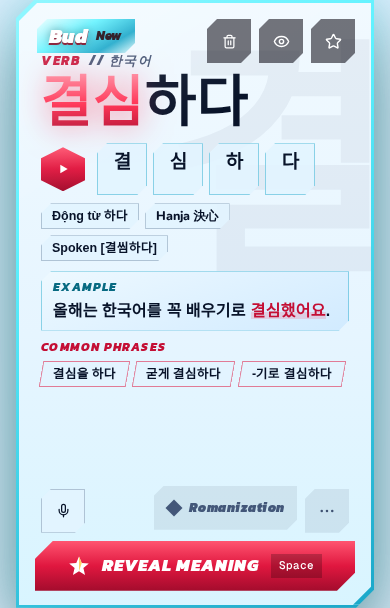 Bud New
VERB // 한국어
결심하다
결 심 하 다
Động từ 하다
Hanja 決心
Spoken [결씸하다]
EXAMPLE
올해는 한국어를 꼭 배우기로 결심했어요.
COMMON PHRASES
결심을 하다
굳게 결심하다
-기로 결심하다
Romanization
REVEAL MEANING Space